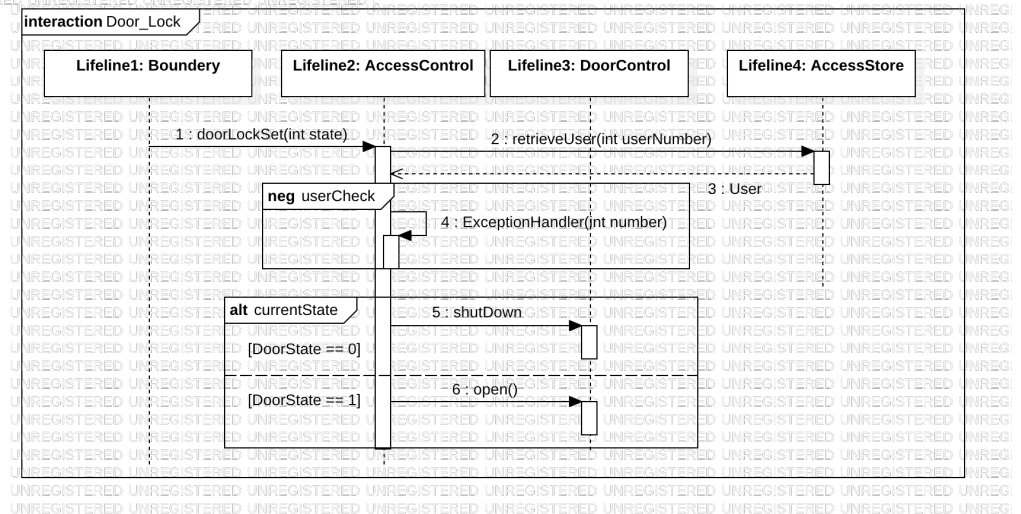 interaction Door_Lock
Lifeline1: Boundery
Lifeline2: AccessControl
Lifeline3: DoorControl
Lifeline4: AccessStore
1 : doorLockSet(int state)
2 : retrieveUser(int userNumber)
3 : User
neg userCheck
4 : ExceptionHandler(int number)
alt currentState
5 : shutDown
[DoorState == 0]
6 : open()
[DoorState == 1]
UNREGISTERED